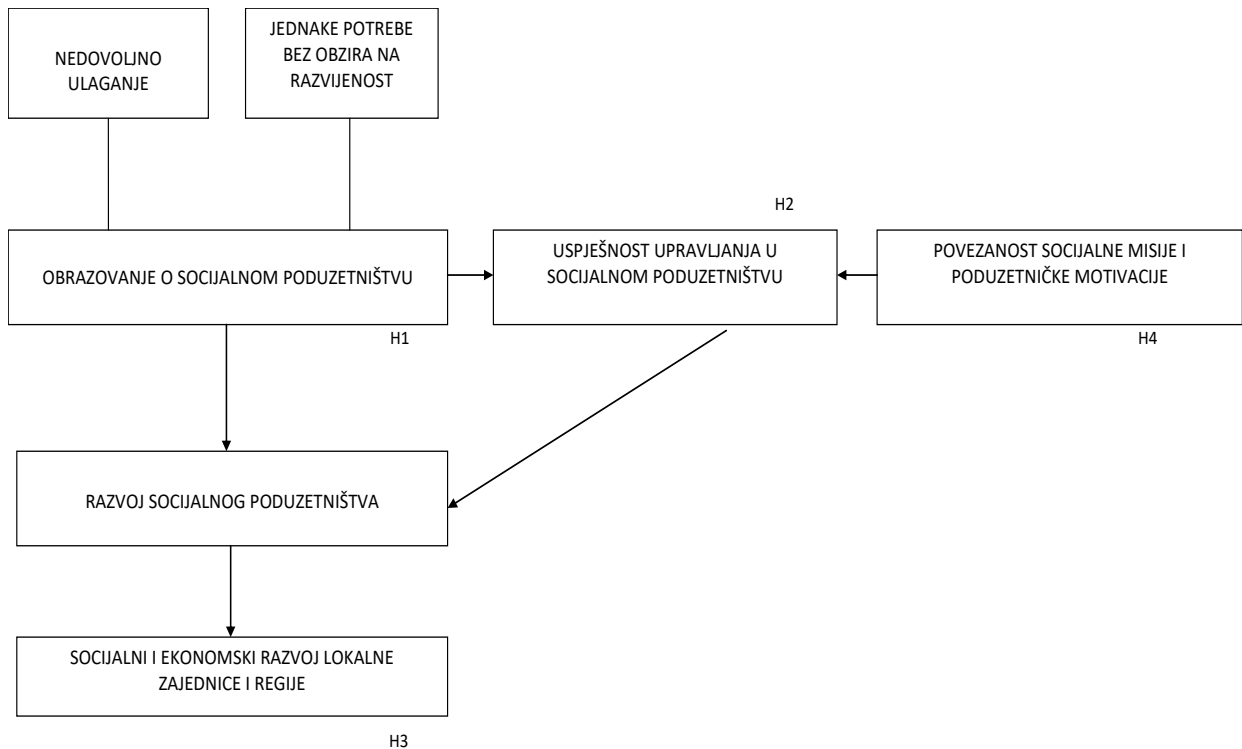 NEDOVOLJNO
ULAGANJE
JEDNAKE POTREBE
BEZ OBZIRA NA
RAZVIJENOST
H2
OBRAZOVANJE O SOCIJALNOM PODUZETNIŠTVU
USPJEŠNOST UPRAVLJANJA U
SOCIJALNOM PODUZETNIŠTVU
POVEZANOST SOCIJALNE MISIJE I
PODUZETNIČKE MOTIVACIJE
H1
H4
RAZVOJ SOCIJALNOG PODUZETNIŠTVA
SOCIJALNI I EKONOMSKI RAZVOJ LOKALNE
ZAJEDNICE I REGIJE
H3